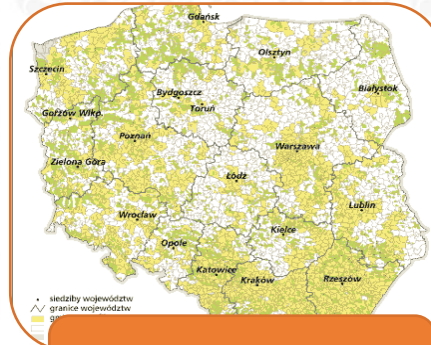 Gdańsk
Olsztyn
Szczecin
Białystok
Bydgoszcz
Toruń
Gorzów Wlkp.
Poznań
Warszawa
Zielona Góra
Łódź
Lublin
Wrocław
Kielce
Opole
Katowice
Kraków
Rzeszów
siedziby województw
granice województw